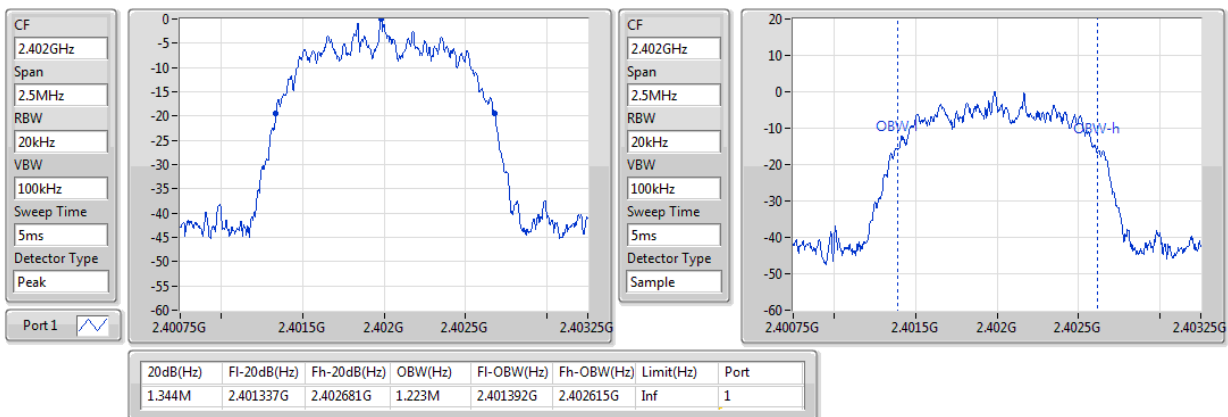 CF
2.402GHz
Span
2.5MHz
RBW
20kHz
VBW
100kHz
Sweep Time
5ms
Detector Type
Peak
Port 1
0
-5
-10
-15
-20
-25
-30
-35
-40
-45
-50
-55
-60
2.40075G 2.4015G 2.402G 2.4025G 2.40325G
CF
2.402GHz
Span
2.5MHz
RBW
20kHz
VBW
100kHz
Sweep Time
5ms
Detector Type
Sample
20
10
0
-10
-20
-30
-40
-50
-60
OBW-h
2.40075G 2.4015G 2.402G 2.4025G 2.40325G
20dB(Hz) Fl-20dB(Hz) Fh-20dB(Hz) OBW(Hz) Fl-OBW(Hz) Fh-OBW(Hz) Limit(Hz) Port
1.344M 2.401337G 2.402681G 1.223M 2.401392G 2.402615G Inf 1